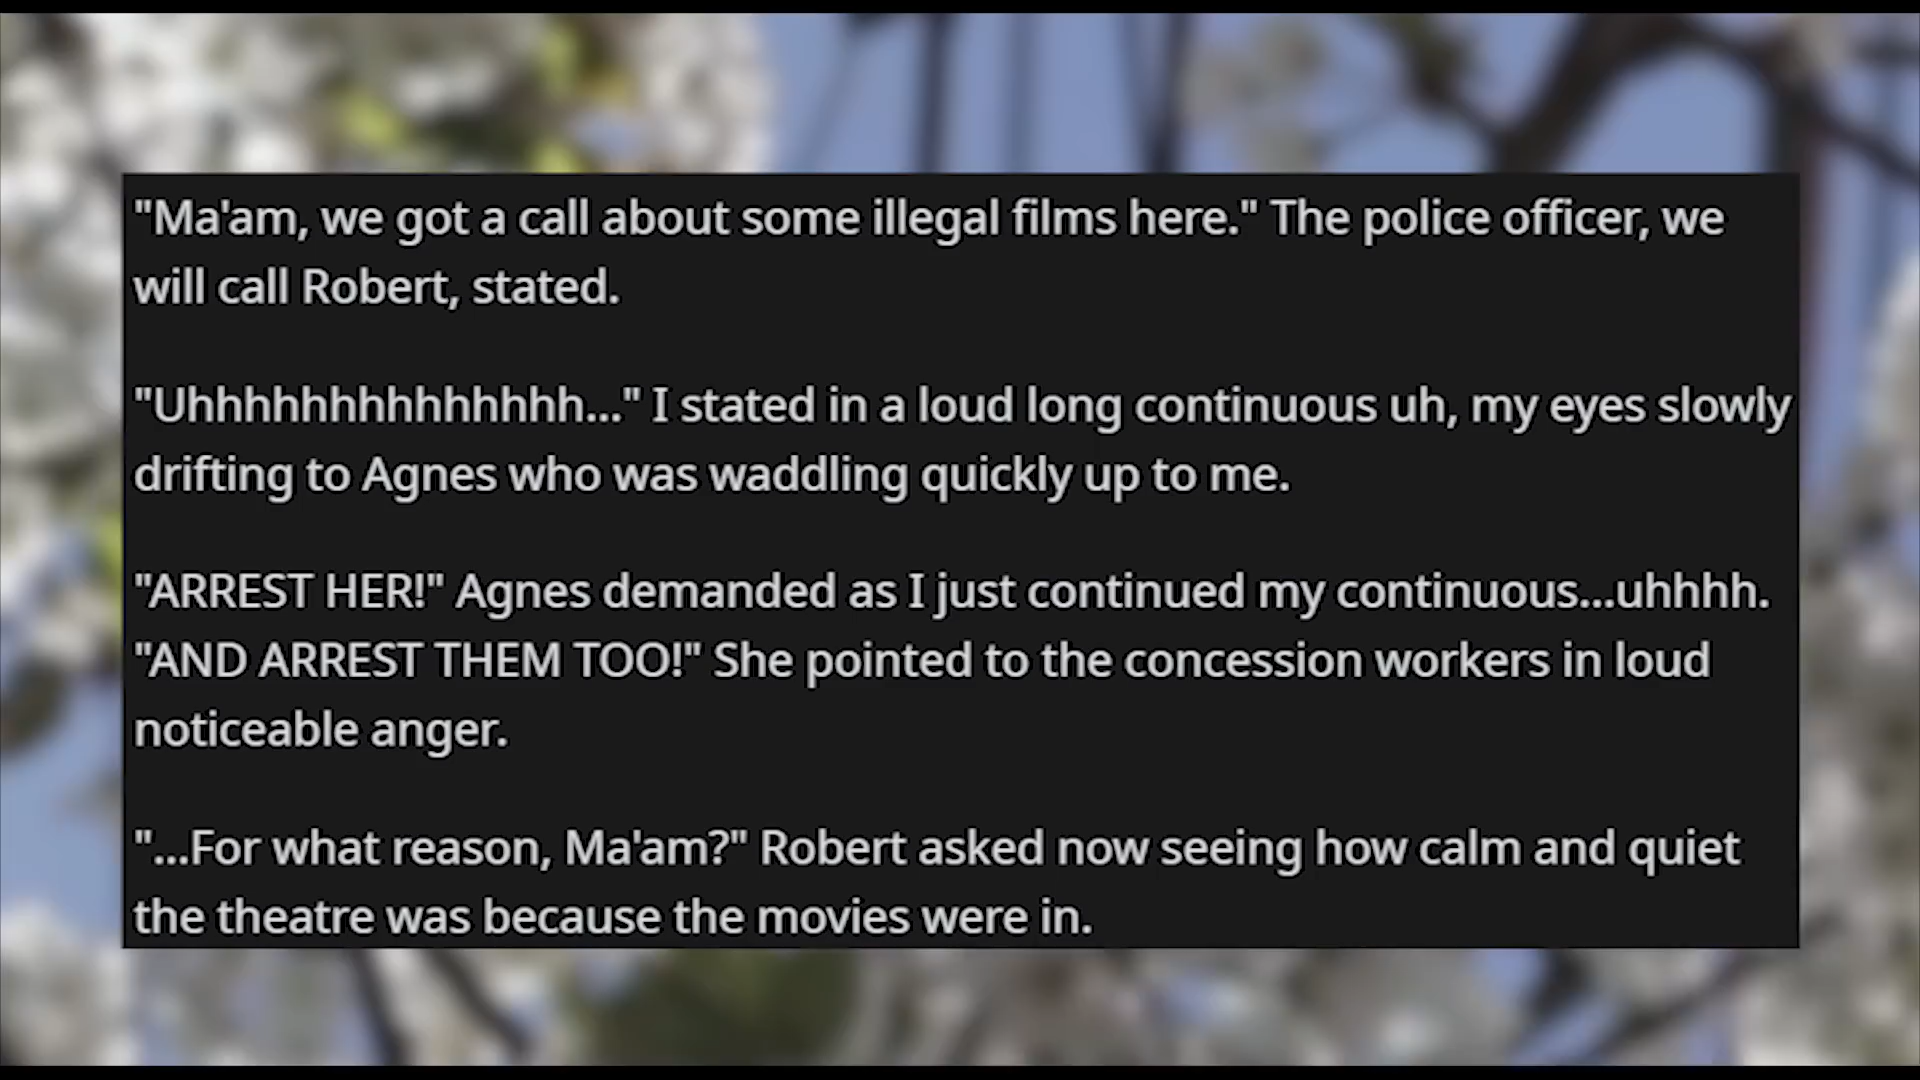 "Ma'am, we got a call about some illegal films here." The police officer, we
will call Robert, stated.
"Uhhhhhhhhhhhhhhh..." I stated in a loud long continuous uh, my eyes slowly
drifting to Agnes who was waddling quickly up to me.
"ARREST HER!" Agnes demanded as I just continued my continuous...uhhhh.
"AND ARREST THEM TOO!" She pointed to the concession workers in loud
noticeable anger.
"...For what reason, Ma'am?" Robert asked now seeing how calm and quiet
the theatre was because the movies were in.